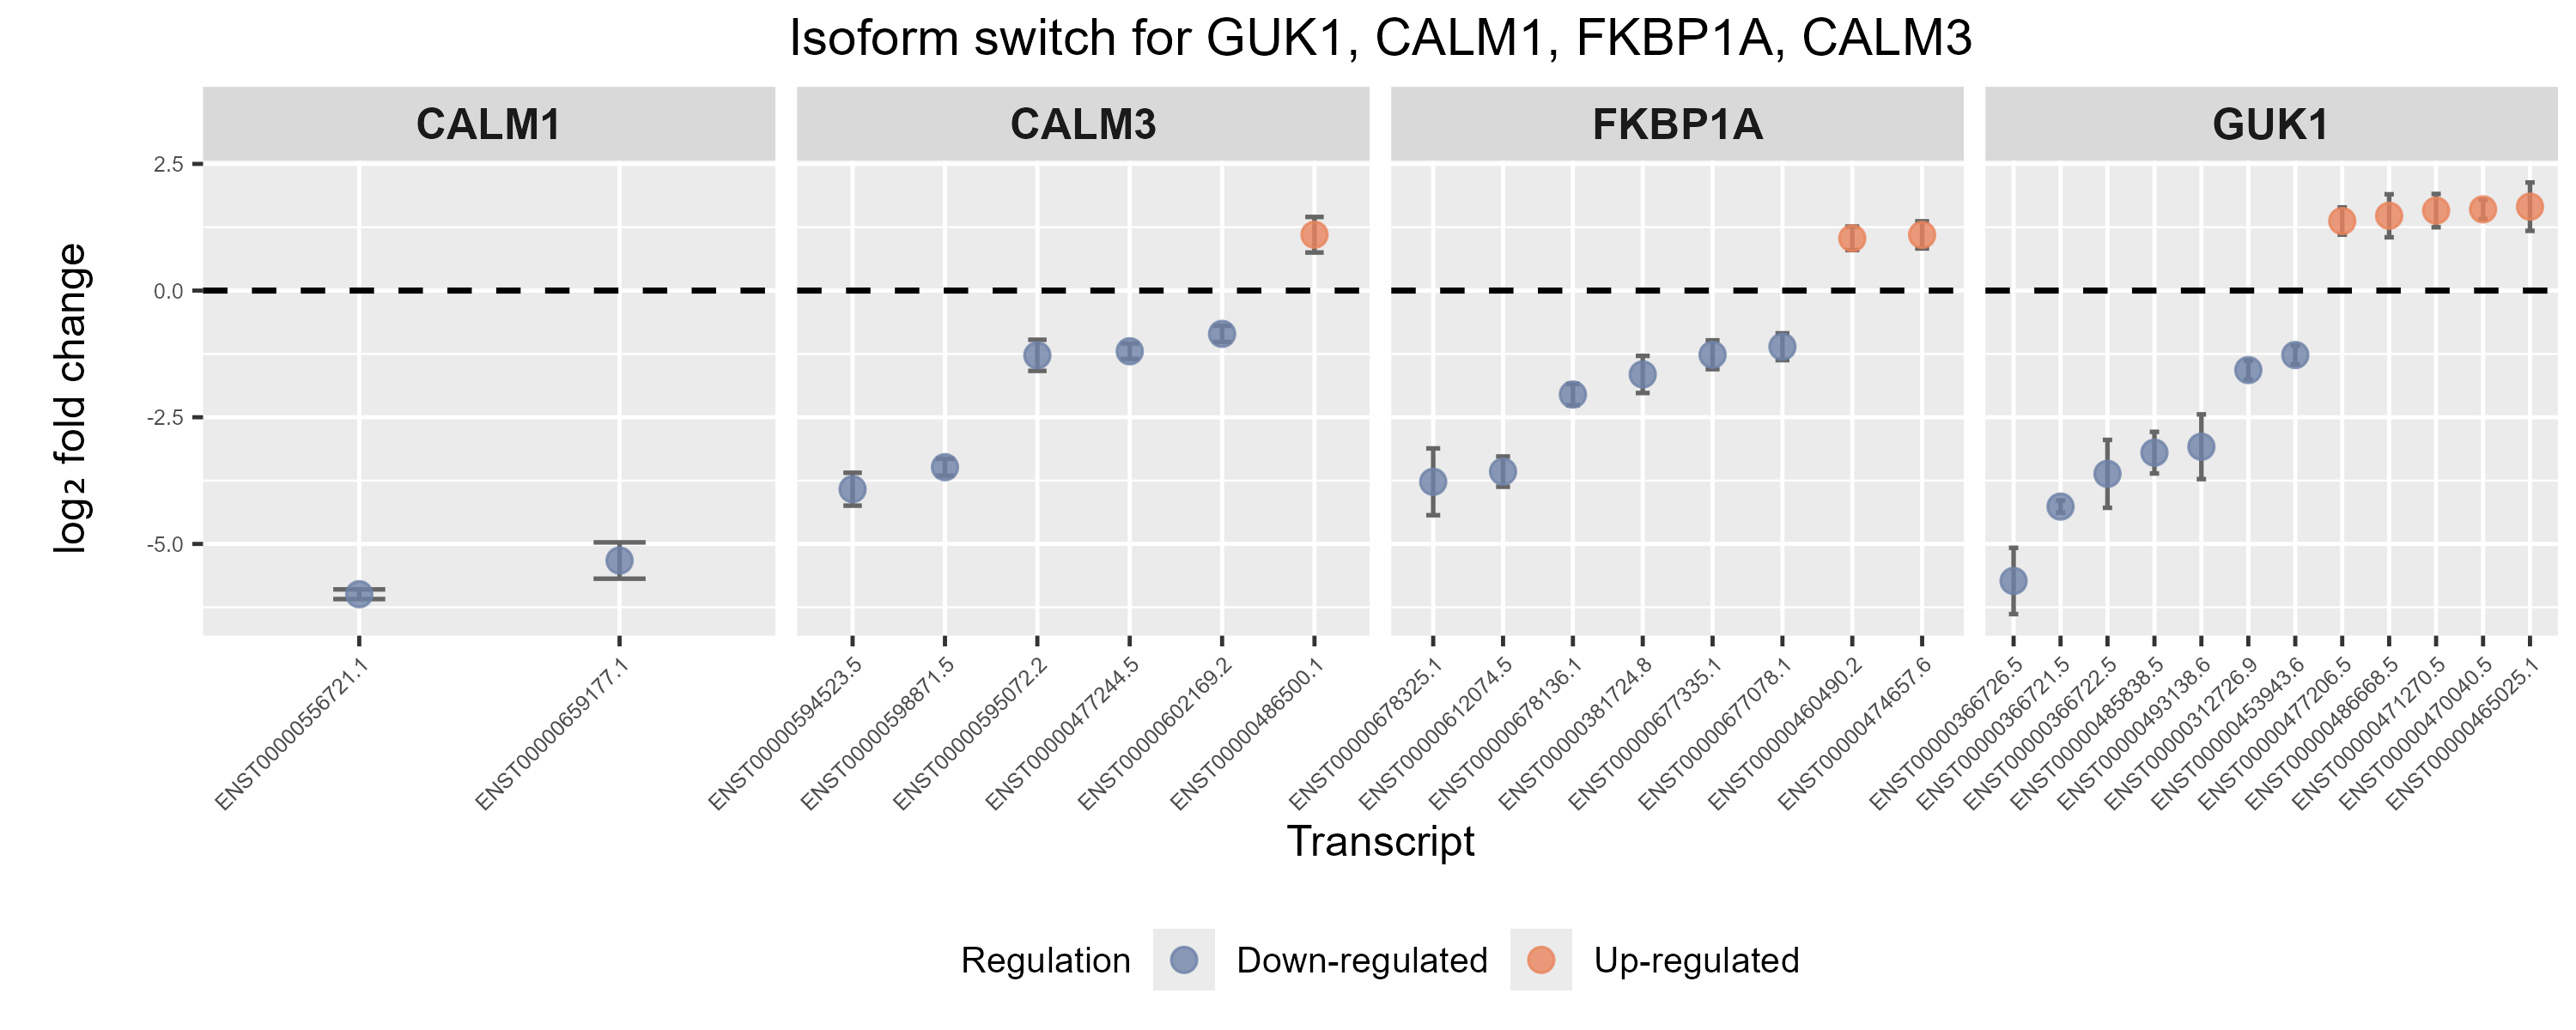 Isoform switch for GUK1, CALM1, FKBP1A, CALM3
CALM1
CALM3
FKBP1A
GUK1
log₂ fold change
2.5
0.0
-2.5
-5.0
ENST00000556721.1
ENST00000659177.1
ENST00000594523.5
ENST00000598871.5
ENST00000595072.2
ENST00000477244.5
ENST00000602169.2
ENST00000486500.1
ENST00000678325.1
ENST00000612074.5
ENST00000678136.1
ENST00000381724.8
ENST00000677335.1
ENST00000677078.1
ENST00000460490.2
ENST00000474657.6
ENST00000366726.5
ENST00000366721.5
ENST00000366722.5
ENST00000485838.5
ENST00000493138.6
ENST00000312726.9
ENST00000453943.6
ENST00000477206.5
ENST00000486668.5
ENST00000471270.5
ENST00000470040.5
ENST00000465025.1
Transcript
Regulation Down-regulated Up-regulated